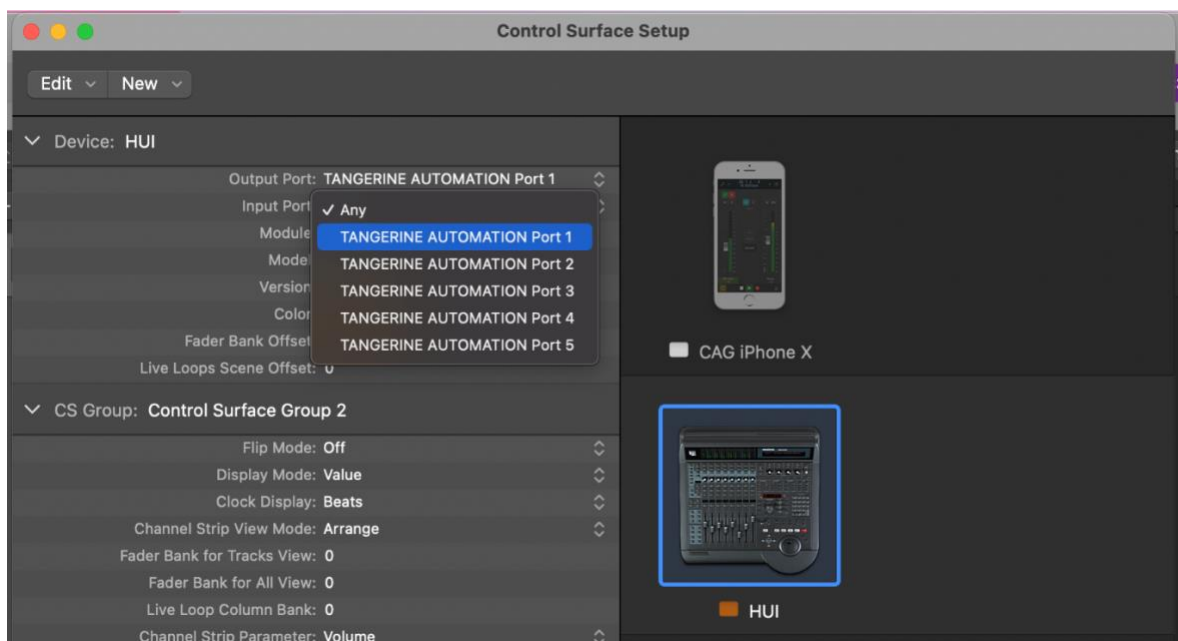 Control Surface Setup
Edit
New
Device: HUI
Output Port: TANGERINE AUTOMATION Port 1
Input Port
✓ Any
Module
TANGERINE AUTOMATION Port 1
Model
TANGERINE AUTOMATION Port 2
Version
TANGERINE AUTOMATION Port 3
Color
TANGERINE AUTOMATION Port 4
Fader Bank Offset
TANGERINE AUTOMATION Port 5
Live Loops Scene Offset: 0
CS Group: Control Surface Group 2
Flip Mode: Off
Display Mode: Value
Clock Display: Beats
Channel Strip View Mode: Arrange
Fader Bank for Tracks View: 0
Fader Bank for All View: 0
Live Loop Column Bank: 0
Channel Strip Parameter: Volume
CAG iPhone X
HUI